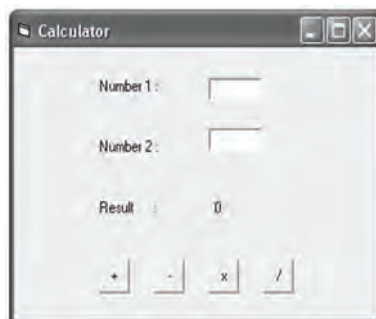 Calculator
Number 1 :
Number 2 :
Result :
0
+ - x /